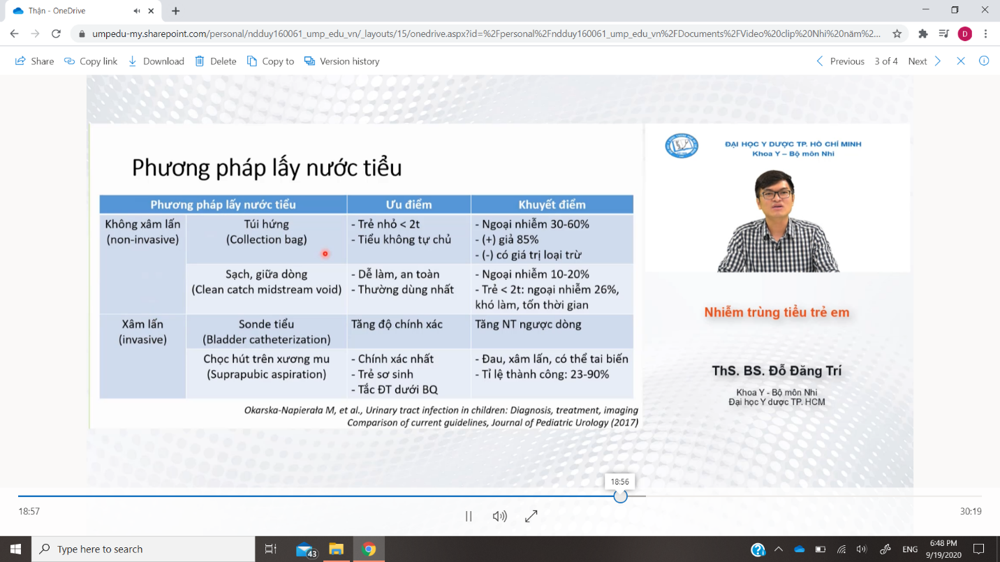 Thận - OneDrive
umpedu-my.sharepoint.com/personal/ndduy160061_ump_edu_vn/_layouts/15/onedrive.aspx?id=%2Fpersonal%2Fndduy160061_ump_edu_vn%2FDocuments%2FVideo%20clip%20Nhi%20năm%2...
D
Share Copy link Download Delete Copy to Version history Previous 3 of 4 Next
Phương pháp lấy nước tiểu
Phương pháp lấy nước tiểu Ưu điểm Khuyết điểm
Không xâm lấn
(non-invasive)
Túi hứng
(Collection bag)
- Trẻ nhỏ < 2t
- Tiểu không tự chủ
- Ngoại nhiễm 30-60%
- (+) giả 85%
- (-) có giá trị loại trừ
Sạch, giữa dòng
(Clean catch midstream void)
- Dễ làm, an toàn
- Thường dùng nhất
- Ngoại nhiễm 10-20%
- Trẻ < 2t: ngoại nhiễm 26%,
khó làm, tốn thời gian
Xâm lấn
(invasive)
Sonde tiểu
(Bladder catheterization)
Tăng độ chính xác
Tăng NT ngược dòng
Chọc hút trên xương mu
(Suprapubic aspiration)
- Chính xác nhất
- Trẻ sơ sinh
- Tắc ĐT dưới BQ
- Đau, xâm lấn, có thể tai biến
- Tỉ lệ thành công: 23-90%
Okarska-Napierała M, et al., Urinary tract infection in children: Diagnosis, treatment, imaging
Comparison of current guidelines, Journal of Pediatric Urology (2017)
ĐẠI HỌC Y DƯỢC TP. HỒ CHÍ MINH
Khoa Y – Bộ môn Nhi
Nhiễm trùng tiểu trẻ em
ThS. BS. Đỗ Đăng Trí
Khoa Y - Bộ môn Nhi
Đại học Y dược TP. HCM
18:56
18:57
30:19
Type here to search
43
ENG
6:48 PM
9/19/2020